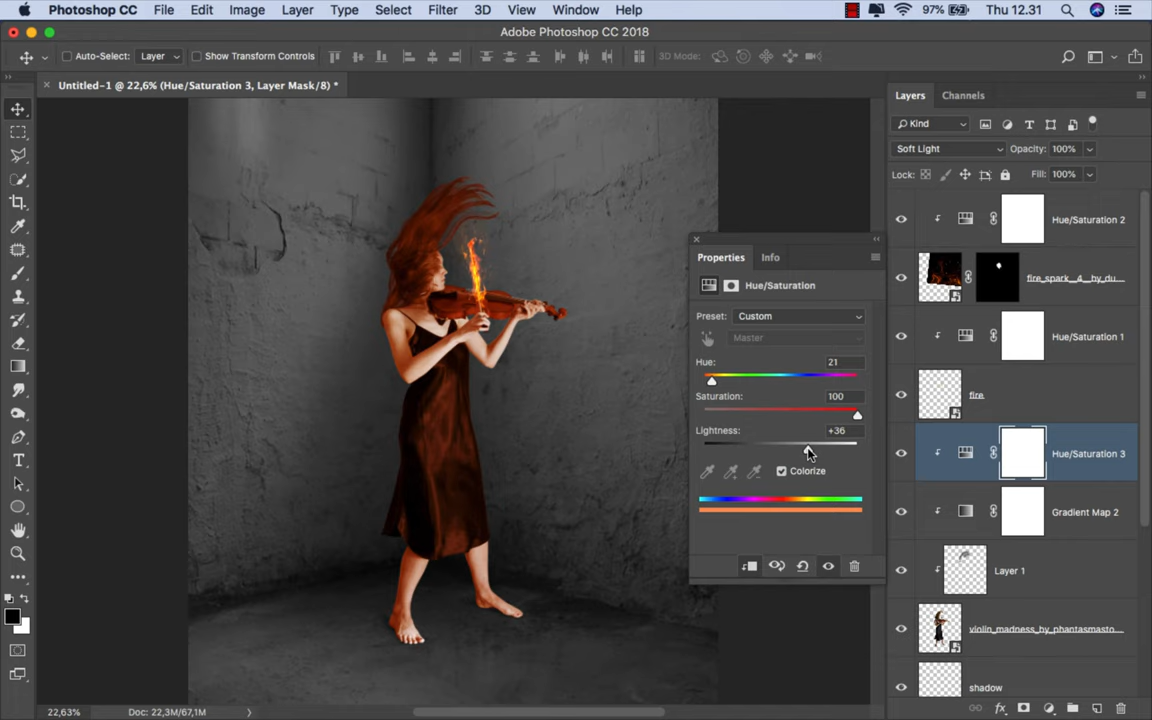 Photoshop CC File Edit Image Layer Type Select Filter 3D View Window Help 97% Thu 12.31
Adobe Photoshop CC 2018
Auto-Select: Layer Show Transform Controls 3D Mode:
Untitled-1 @ 22,6% (Hue/Saturation 3, Layer Mask/8) *
Layers Channels
Kind
Soft Light Opacity: 100%
Lock: Fill: 100%
Hue/Saturation 2
fire_spark__4__by_du...
Hue/Saturation 1
fire
Hue/Saturation 3
Gradient Map 2
Layer 1
violin_madness_by_phantasmasto...
shadow
Properties Info
Hue/Saturation
Preset: Custom
Master
Hue: 21
Saturation: 100
Lightness: +36
Colorize
22,63% Doc: 22,3M/67,1M